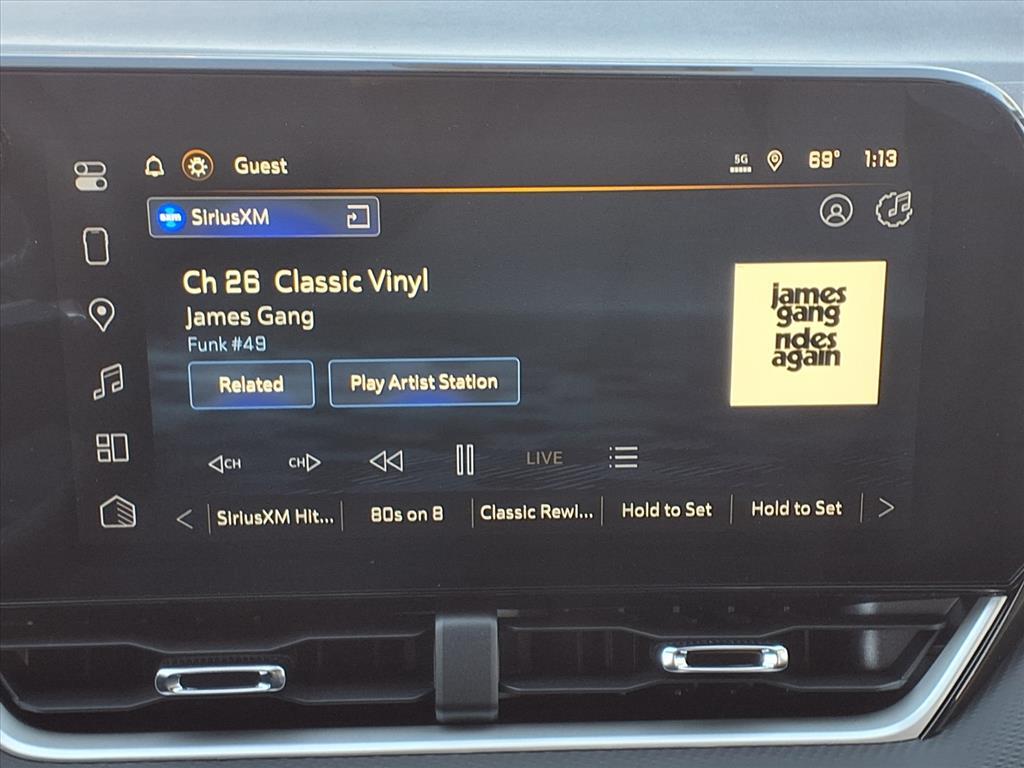 Guest
5G
69°
1:13
sxm SiriusXM
Ch 26 Classic Vinyl
James Gang
Funk #49
Related
Play Artist Station
james
gang
rides
again
CH
CH
LIVE
SiriusXM Hit...
80s on 8
Classic Rewi...
Hold to Set
Hold to Set